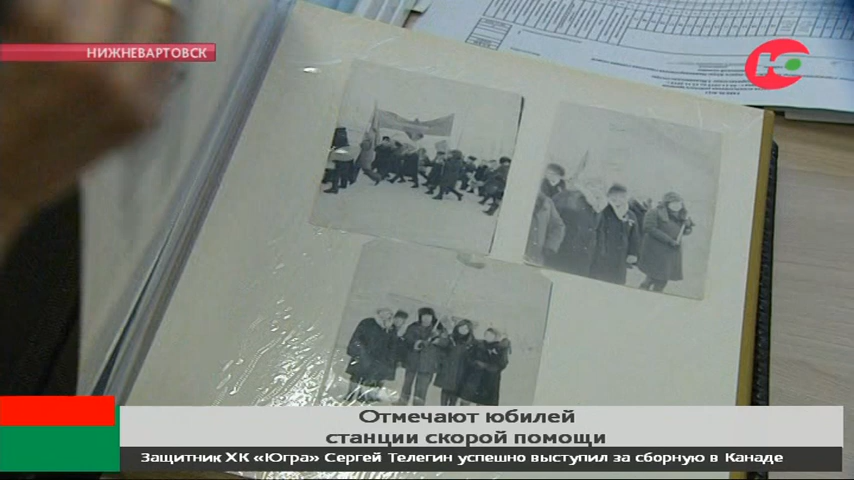 НИЖНЕВАРТОВСК
Ю
Отмечают юбилей
станции скорой помощи
Защитник ХК «Югра» Сергей Телегин успешно выступил за сборную в Канаде